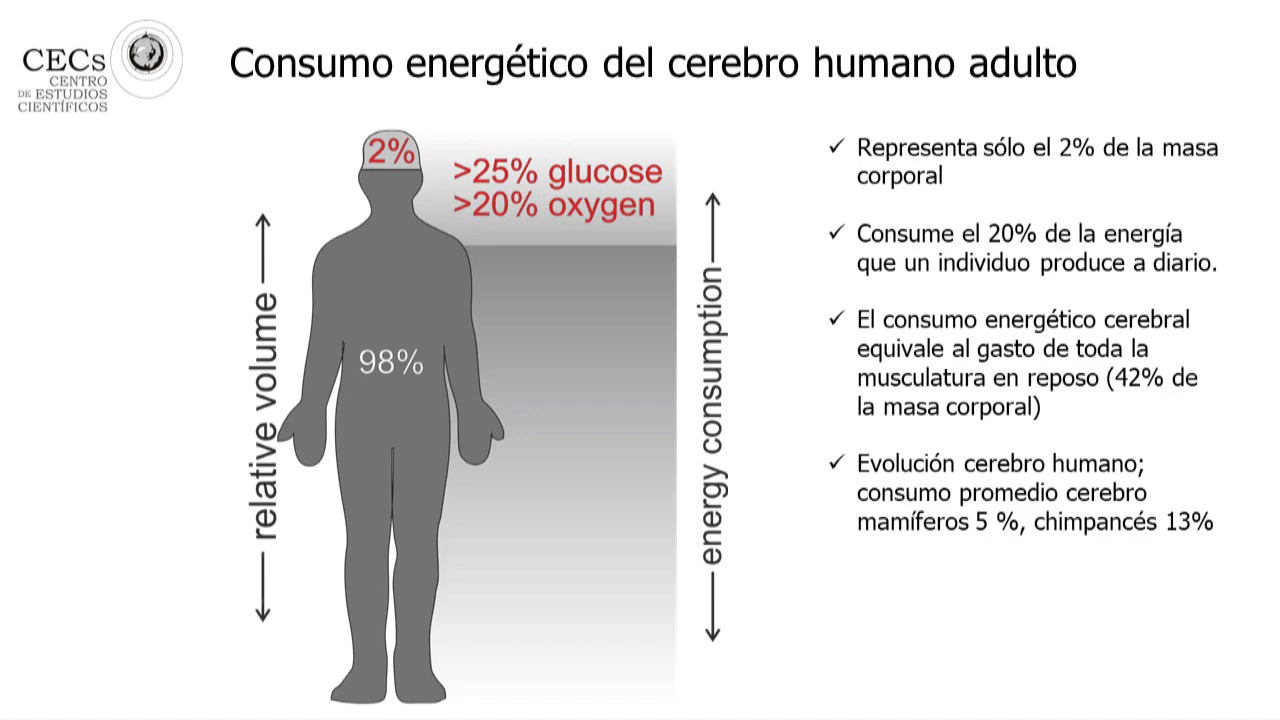 CECs
CENTRO
DE ESTUDIOS
CIENTÍFICOS
Consumo energético del cerebro humano adulto
2%
>25% glucose
>20% oxygen
98%
relative volume
energy consumption
✓ Representa sólo el 2% de la masa
corporal
✓ Consume el 20% de la energía
que un individuo produce a diario.
✓ El consumo energético cerebral
equivale al gasto de toda la
musculatura en reposo (42% de
la masa corporal)
✓ Evolución cerebro humano;
consumo promedio cerebro
mamíferos 5 %, chimpancés 13%